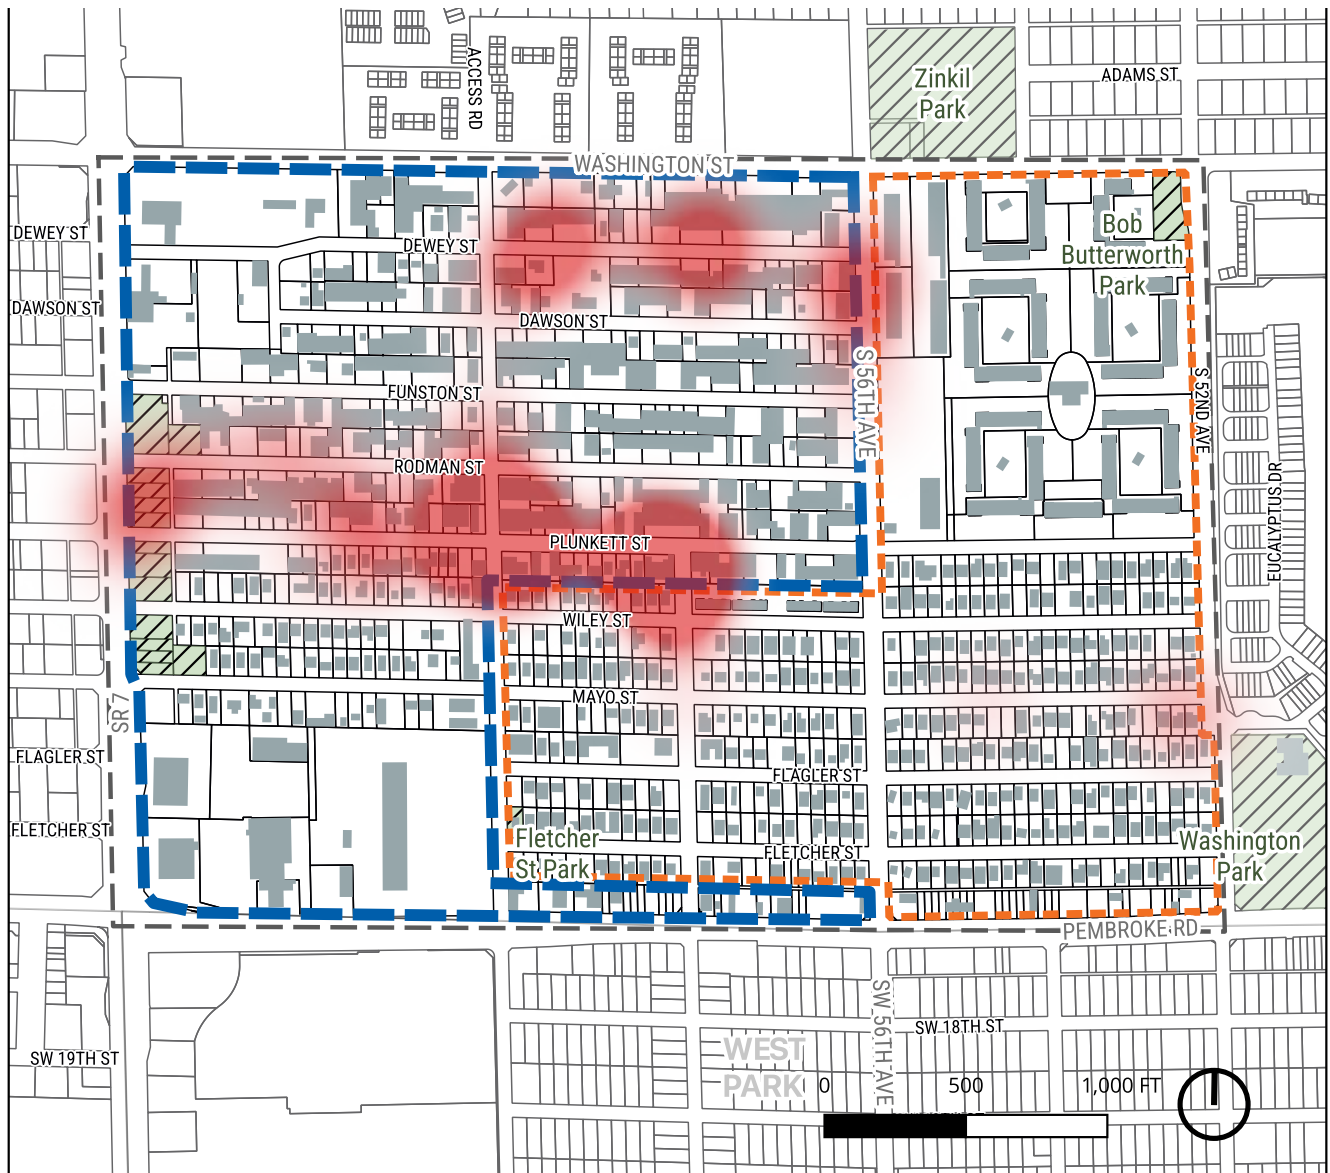 ACCESS RD
Zinkil
Park
ADAMS ST
WASHINGTON ST
DEWEY ST
DEWEY ST
Bob
Butterworth
Park
DAWSON ST
DAWSON ST
FUNSTON ST
S 56TH AVE
S 52ND AVE
RODMAN ST
EUCALYPTUS DR
PLUNKETT ST
WILEY ST
MAYO ST
SR 7
FLAGLER ST
FLAGLER ST
FLETCHER ST
Fletcher
St Park
FLETCHER ST
Washington
Park
PEMBROKE RD
SW 56TH AVE
SW 18TH ST
SW 19TH ST
WEST
PARK
0 500 1,000 FT